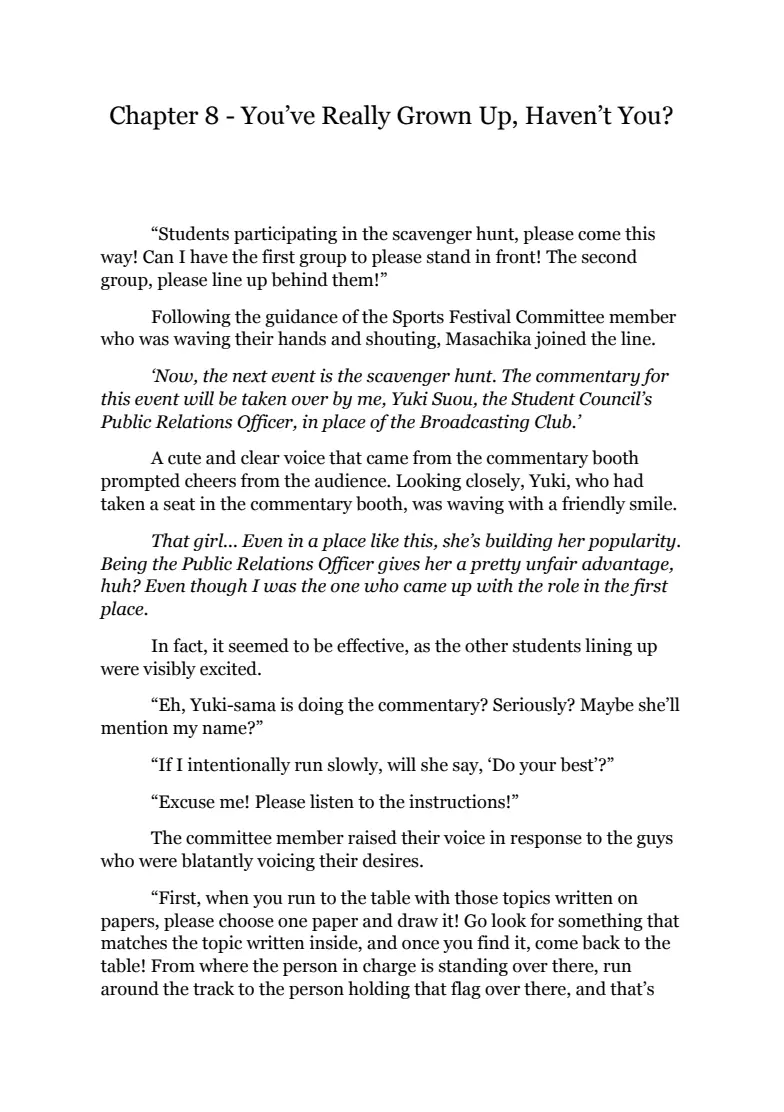 Chapter 8 - You’ve Really Grown Up, Haven’t You?
“Students participating in the scavenger hunt, please come this
way! Can I have the first group to please stand in front! The second
group, please line up behind them!”
Following the guidance of the Sports Festival Committee member
who was waving their hands and shouting, Masachika joined the line.
‘Now, the next event is the scavenger hunt. The commentary for
this event will be taken over by me, Yuki Suou, the Student Council’s
Public Relations Officer, in place of the Broadcasting Club.’
A cute and clear voice that came from the commentary booth
prompted cheers from the audience. Looking closely, Yuki, who had
taken a seat in the commentary booth, was waving with a friendly smile.
That girl... Even in a place like this, she’s building her popularity.
Being the Public Relations Officer gives her a pretty unfair advantage,
huh? Even though I was the one who came up with the role in the first
place.
In fact, it seemed to be effective, as the other students lining up
were visibly excited.
“Eh, Yuki-sama is doing the commentary? Seriously? Maybe she’ll
mention my name?”
“If I intentionally run slowly, will she say, ‘Do your best’?”
“Excuse me! Please listen to the instructions!”
The committee member raised their voice in response to the guys
who were blatantly voicing their desires.
“First, when you run to the table with those topics written on
papers, please choose one paper and draw it! Go look for something that
matches the topic written inside, and once you find it, come back to the
table! From where the person in charge is standing over there, run
around the track to the person holding that flag over there, and that’s